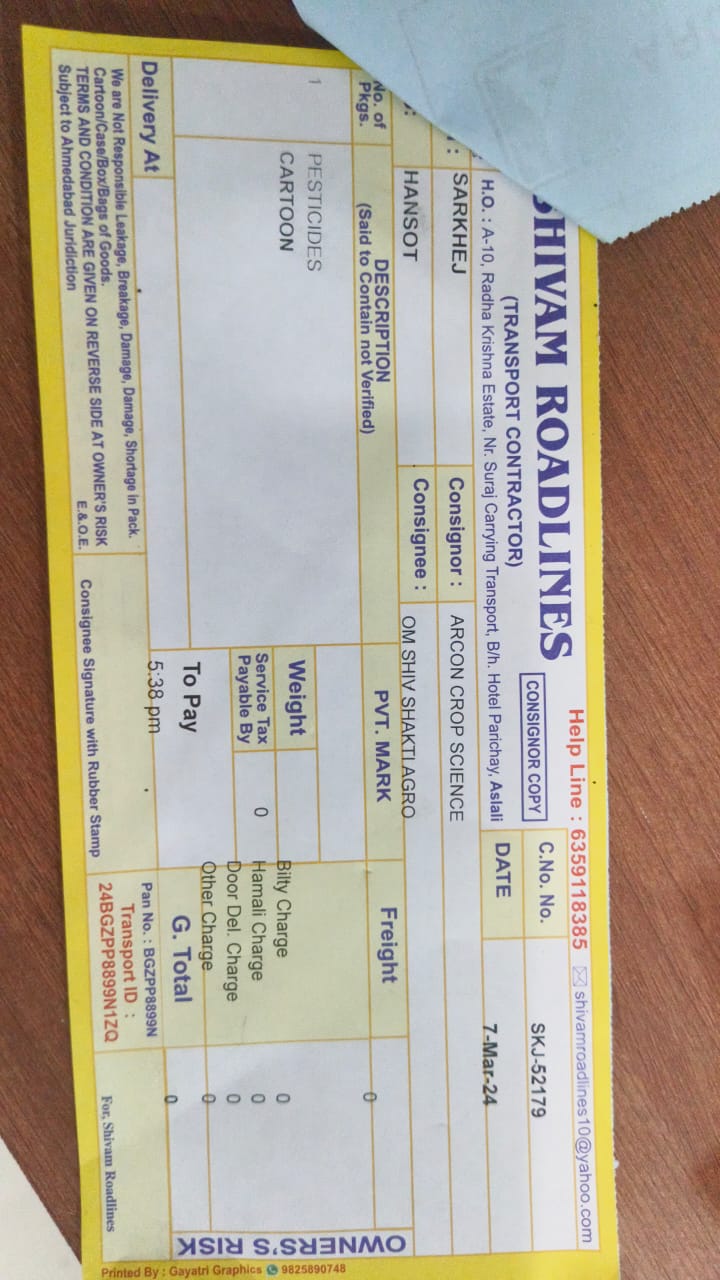 Help Line : 6359118385 shivamroadlines10@yahoo.com
SHIVAM ROADLINES
(TRANSPORT CONTRACTOR)
CONSIGNOR COPY
H.O. : A-10, Radha Krishna Estate, Nr. Suraj Carrying Transport, B/h. Hotel Parichay, Aslali
C.No. No. SKJ-52179
DATE 7-Mar-24
: SARKHEJ Consignor : ARCON CROP SCIENCE
: HANSOT Consignee : OM SHIV SHAKTI AGRO
No. of Pkgs.
DESCRIPTION
(Said to Contain not Verified)
PVT. MARK
Freight 0
1 PESTICIDES
CARTOON
Weight
Service Tax
Payable By 0
Bilty Charge 0
Hamali Charge 0
Door Del. Charge 0
Other Charge 0
To Pay
G. Total 0
Delivery At
5:38 pm
We are Not Responsible Leakage, Breakage, Damage, Damage, Shortage in Pack.
Cartoon/Case/Box/Bags of Goods.
TERMS AND CONDITION ARE GIVEN ON REVERSE SIDE AT OWNER'S RISK
Subject to Ahmedabad Juridiction E.&.O.E.
Consignee Signature with Rubber Stamp
Pan No. : BGZPP8899N
Transport ID :
24BGZPP8899N1ZQ
For, Shivam Roadlines
OWNERS'S RISK
Printed By : Gayatri Graphics 9825890748